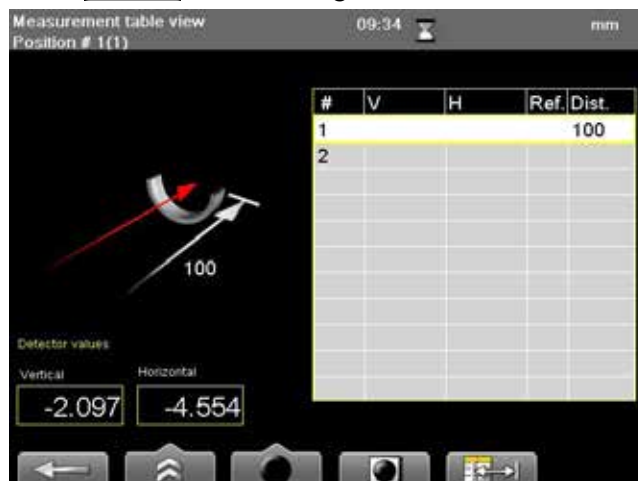 Measurement table view 09:34 mm
Position # 1(1)
# V H Ref. Dist.
1 100
2
100
Detector values
Vertical Horizontal
-2.097 -4.554